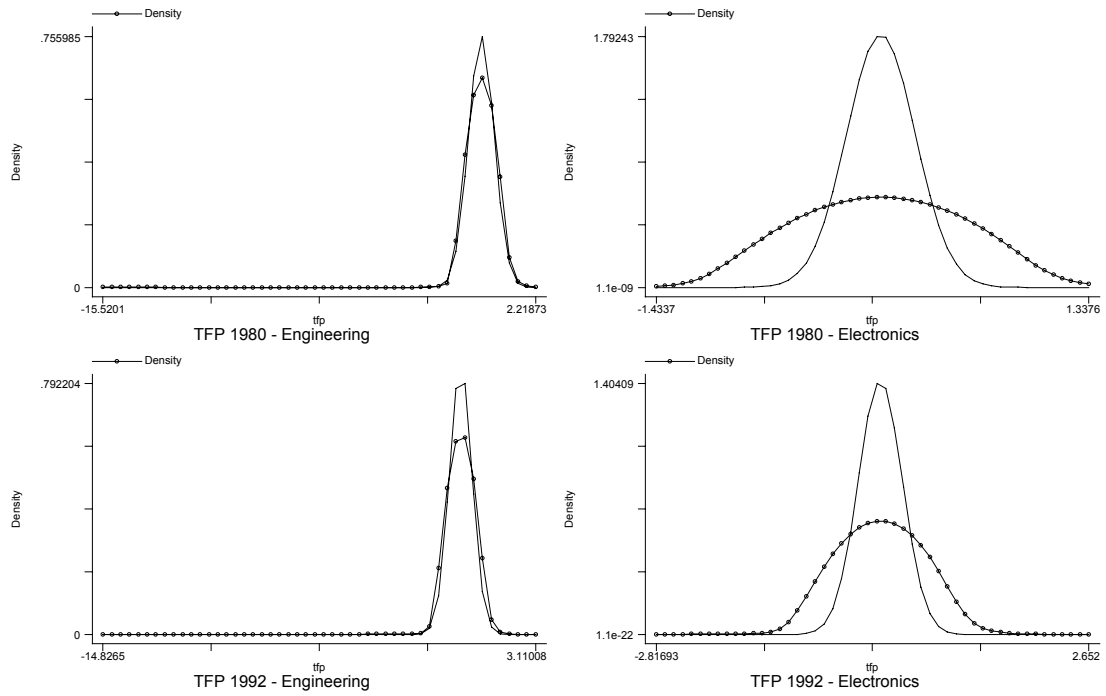 Density
.755985
Density
0
-15.5201
2.21873
tfp
TFP 1980 - Engineering
Density
1.79243
Density
1.1e-09
-1.4337
1.3376
tfp
TFP 1980 - Electronics
Density
.792204
Density
0
-14.8265
3.11008
tfp
TFP 1992 - Engineering
Density
1.40409
Density
1.1e-22
-2.81693
2.652
tfp
TFP 1992 - Electronics